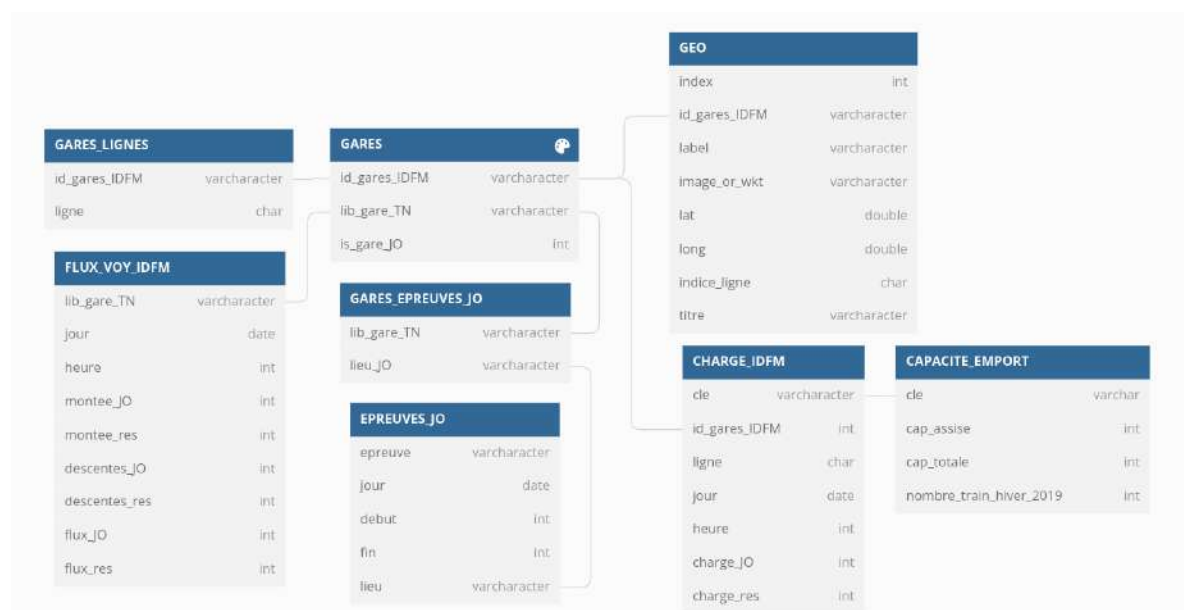 GARES_LIGNES
id_gares_IDFM varcharacter
ligne char
FLUX_VOY_IDFM
lib_gare_TN varcharacter
jour date
heure int
montee_JO int
montee_res int
descentes_JO int
descentes_res int
flux_JO int
flux_res int
GARES
id_gares_IDFM varcharacter
lib_gare_TN varcharacter
is_gare_JO int
GARES_EPREUVES_JO
lib_gare_TN varcharacter
lieu_JO varcharacter
EPREUVES_JO
epreuve varcharacter
jour date
debut int
fin int
lieu varcharacter
GEO
index int
id_gares_IDFM varcharacter
label varcharacter
image_or_wkt varcharacter
lat double
long double
indice_ligne char
titre varcharacter
CHARGE_IDFM
cle varcharacter
id_gares_IDFM int
ligne char
jour date
heure int
charge_JO int
charge_res int
CAPACITE_EMPORT
cle varchar
cap_assise int
cap_totale int
nombre_train_hiver_2019 int